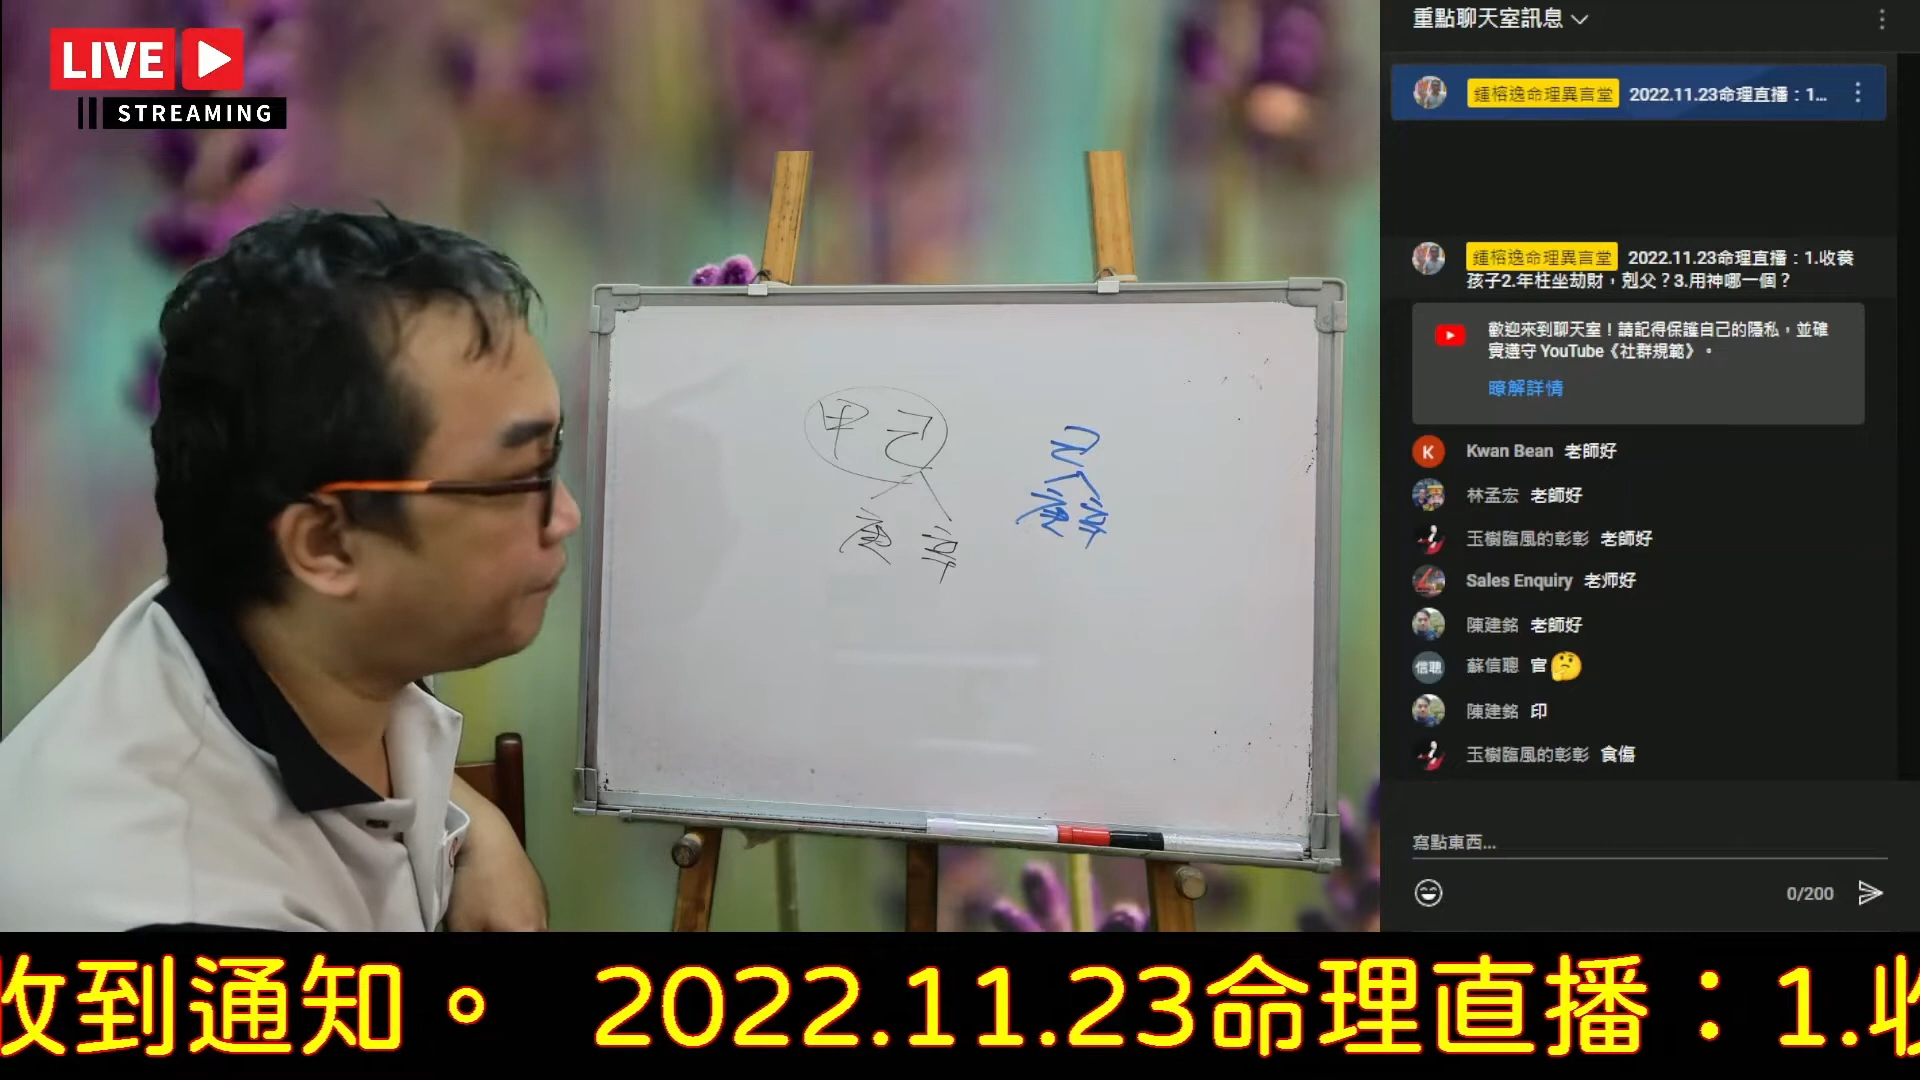 LIVE
STREAMING
甲己
庚 辛
己
庚辛
重點聊天室訊息
鍾榕逸命理異言堂 2022.11.23命理直播：1...
鍾榕逸命理異言堂 2022.11.23命理直播：1.收養
孩子2.年柱坐劫財，剋父？3.用神哪一個？
歡迎來到聊天室！請記得保護自己的隱私，並確
實遵守 YouTube《社群規範》。
瞭解詳情
K Kwan Bean 老師好
林孟宏 老師好
玉樹臨風的彰彰 老師好
Sales Enquiry 老师好
陳建銘 老師好
信聰 蘇信聰 官🤔
陳建銘 印
玉樹臨風的彰彰 食傷
寫點東西...
0/200
收到通知。 2022.11.23命理直播：1.收